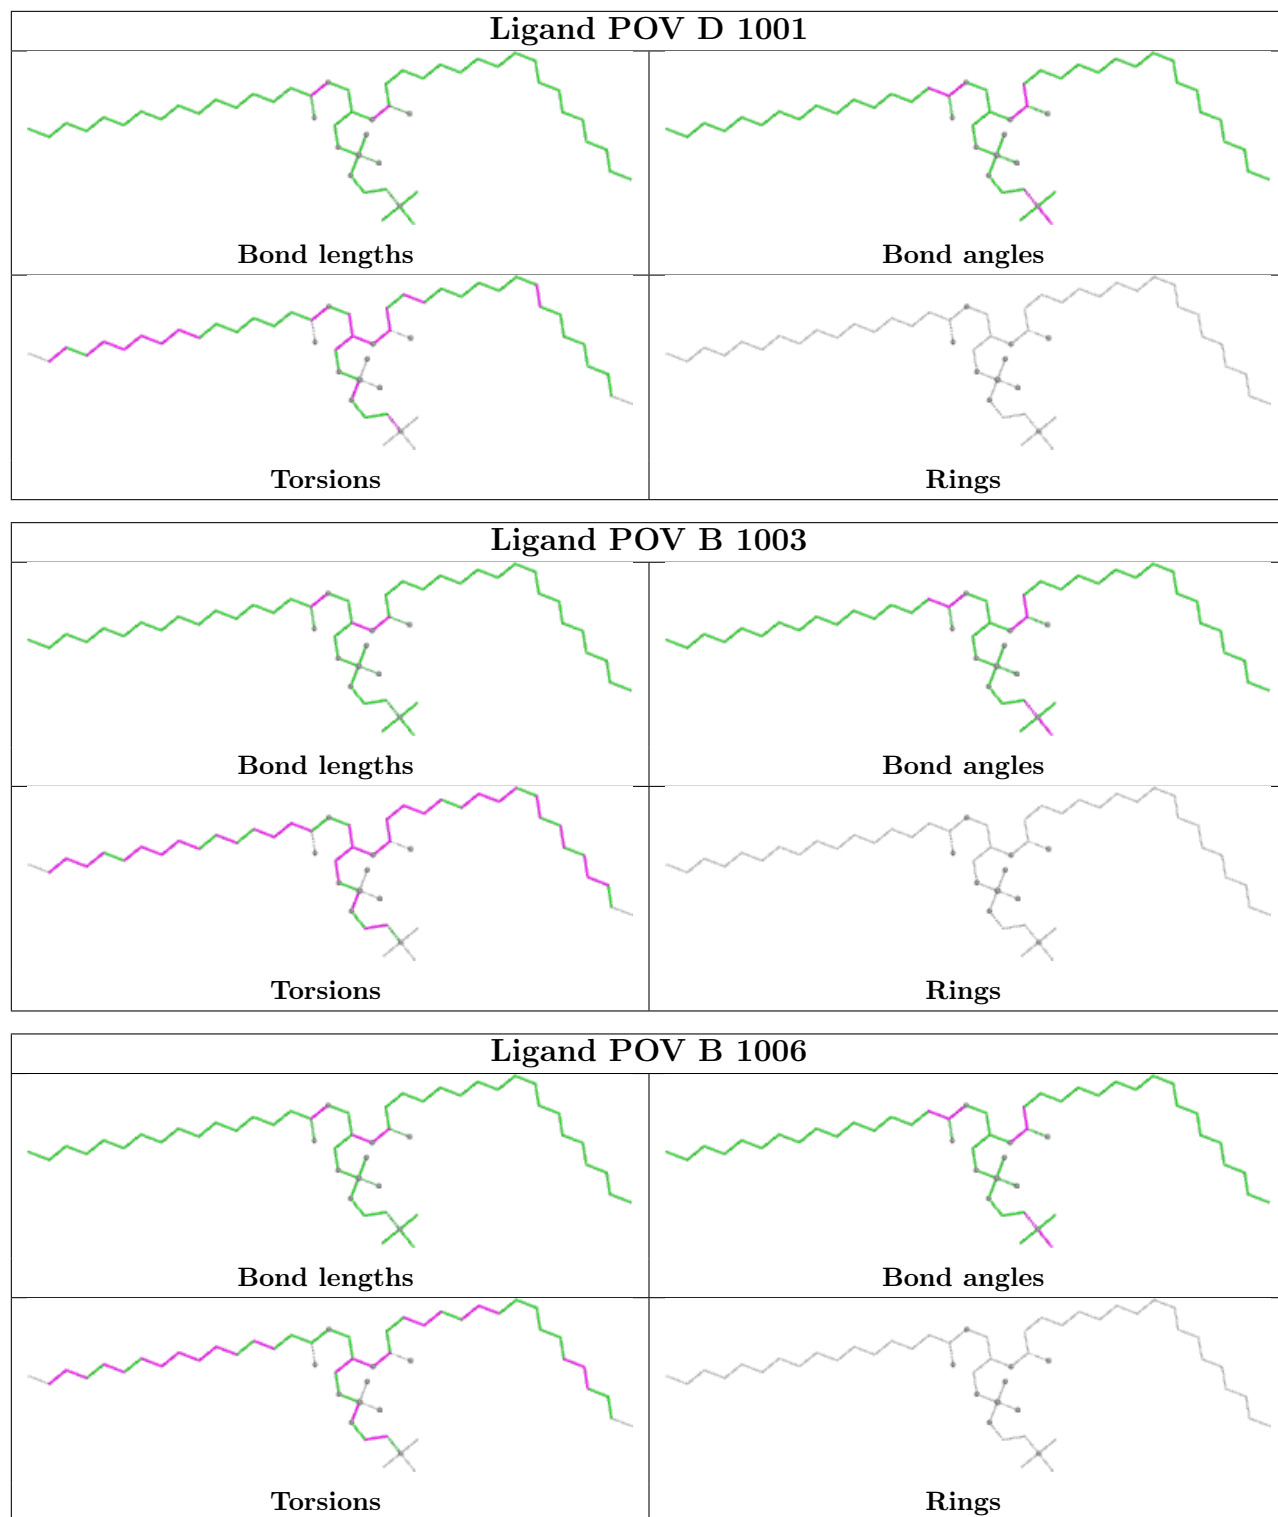 Ligand POV D 1001
Bond lengths
Bond angles
Torsions
Rings
Ligand POV B 1003
Bond lengths
Bond angles
Torsions
Rings
Ligand POV B 1006
Bond lengths
Bond angles
Torsions
Rings